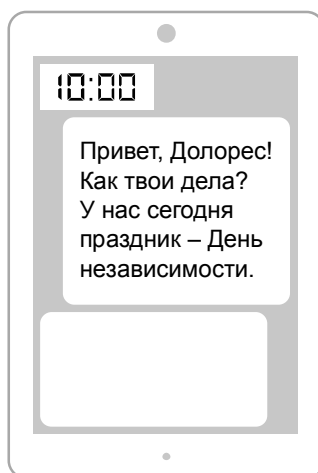 10:00
Привет, Долорес!
Как твои дела?
У нас сегодня
праздник – День
независимости.